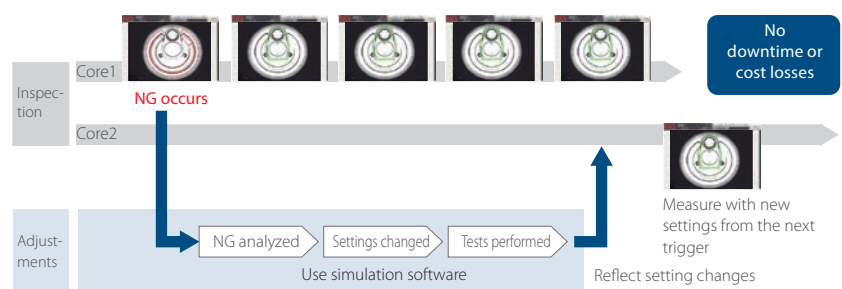 No
downtime or
cost losses
Core1
Inspec-
tion
NG occurs
Core2
Measure with new
settings from the next
trigger
Adjust-
ments
NG analyzed
Settings changed
Tests performed
Use simulation software
Reflect setting changes